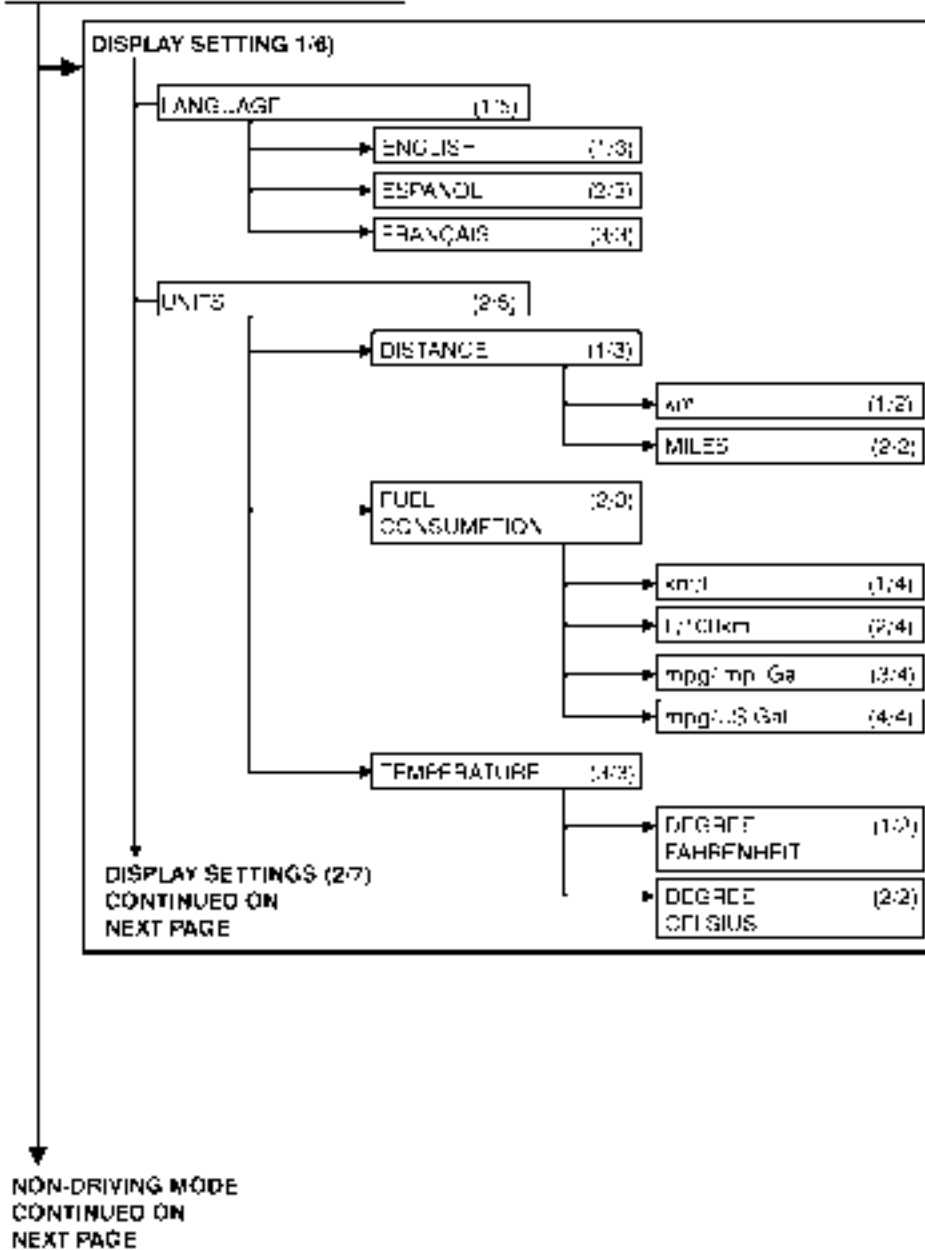 DISPLAY SETTING 1/6)
LANGUAGE (1/5)
ENGLISH (1/3)
ESPANOL (2/3)
FRANÇAIS (3/3)
UNITS (2/5)
DISTANCE (1/3)
km (1/2)
MILES (2/2)
FUEL (2/3)
CONSUMPTION
km/l (1/4)
L/100km (2/4)
mpg/Imp. Gal (3/4)
mpg/US Gal (4/4)
TEMPERATURE (3/3)
DEGREE (1/2)
FAHRENHEIT
DEGREE (2/2)
CELSIUS
DISPLAY SETTINGS (2/7)
CONTINUED ON
NEXT PAGE
NON-DRIVING MODE
CONTINUED ON
NEXT PAGE